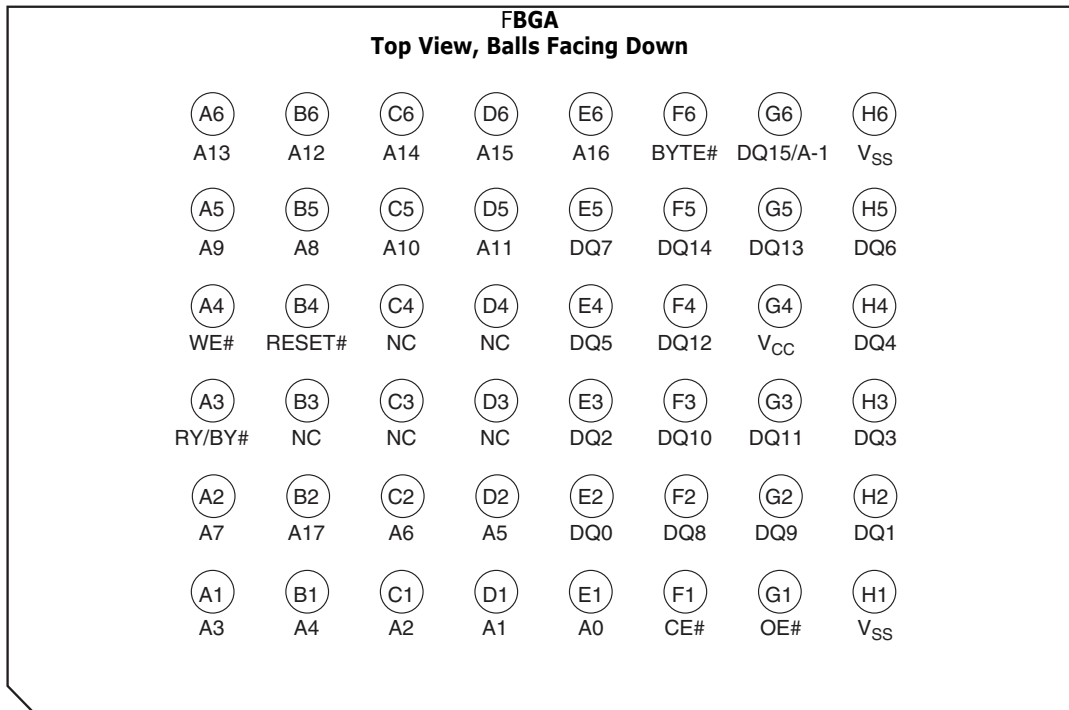 FBGA
Top View, Balls Facing Down
A6 B6 C6 D6 E6 F6 G6 H6
A13 A12 A14 A15 A16 BYTE# DQ15/A-1 VSS
A5 B5 C5 D5 E5 F5 G5 H5
A9 A8 A10 A11 DQ7 DQ14 DQ13 DQ6
A4 B4 C4 D4 E4 F4 G4 H4
WE# RESET# NC NC DQ5 DQ12 VCC DQ4
A3 B3 C3 D3 E3 F3 G3 H3
RY/BY# NC NC NC DQ2 DQ10 DQ11 DQ3
A2 B2 C2 D2 E2 F2 G2 H2
A7 A17 A6 A5 DQ0 DQ8 DQ9 DQ1
A1 B1 C1 D1 E1 F1 G1 H1
A3 A4 A2 A1 A0 CE# OE# VSS